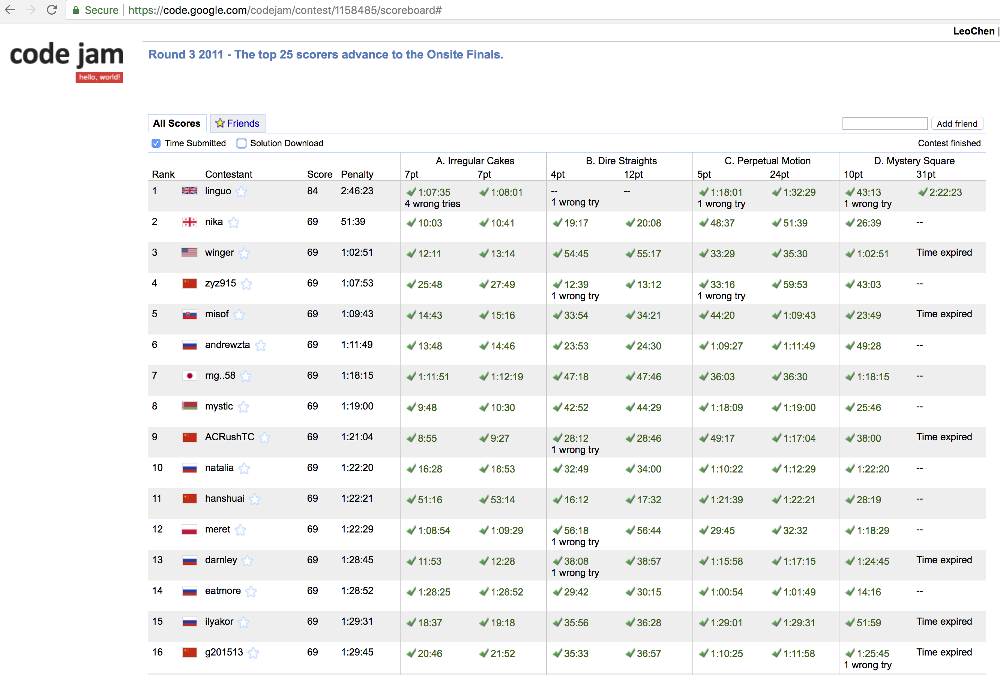 Secure https://code.google.com/codejam/contest/1158485/scoreboard#
LeoChen |
code jam
hello, world!
Round 3 2011 - The top 25 scorers advance to the Onsite Finals.
All Scores Friends Add friend
Time Submitted Solution Download Contest finished
A. Irregular Cakes B. Dire Straights C. Perpetual Motion D. Mystery Square
Rank Contestant Score Penalty 7pt 7pt 4pt 12pt 5pt 24pt 10pt 31pt
1 linguo 84 2:46:23 1:07:35 1:08:01 -- -- 1:18:01 1:32:29 43:13 2:22:23
4 wrong tries 1 wrong try 1 wrong try 1 wrong try
2 nika 69 51:39 10:03 10:41 19:17 20:08 48:37 51:39 26:39 --
3 winger 69 1:02:51 12:11 13:14 54:45 55:17 33:29 35:30 1:02:51 Time expired
4 zyz915 69 1:07:53 25:48 27:49 12:39 13:12 33:16 59:53 43:03 --
1 wrong try 1 wrong try
5 misof 69 1:09:43 14:43 15:16 33:54 34:21 44:20 1:09:43 23:49 Time expired
6 andrewzta 69 1:11:49 13:48 14:46 23:53 24:30 1:09:27 1:11:49 49:28 --
7 rng..58 69 1:18:15 1:11:51 1:12:19 47:18 47:46 36:03 36:30 1:18:15 --
8 mystic 69 1:19:00 9:48 10:30 42:52 44:29 1:18:09 1:19:00 25:46 --
9 ACRushTC 69 1:21:04 8:55 9:27 28:12 28:46 49:17 1:17:04 38:00 Time expired
1 wrong try
10 natalia 69 1:22:20 16:28 18:53 32:49 34:00 1:10:22 1:12:29 1:22:20 --
11 hanshuai 69 1:22:21 51:16 53:14 16:12 17:32 1:21:39 1:22:21 28:19 --
12 meret 69 1:22:29 1:08:54 1:09:29 56:18 56:44 29:45 32:32 1:18:29 --
1 wrong try
13 darnley 69 1:28:45 11:53 12:28 38:08 38:57 1:15:58 1:17:15 1:24:45 Time expired
1 wrong try
14 eatmore 69 1:28:52 1:28:25 1:28:52 29:42 30:15 1:00:54 1:01:49 14:16 --
15 ilyakor 69 1:29:31 18:37 19:18 35:56 36:28 1:29:01 1:29:31 51:59 Time expired
16 g201513 69 1:29:45 20:46 21:52 35:33 36:57 1:10:25 1:11:58 1:25:45 Time expired
1 wrong try